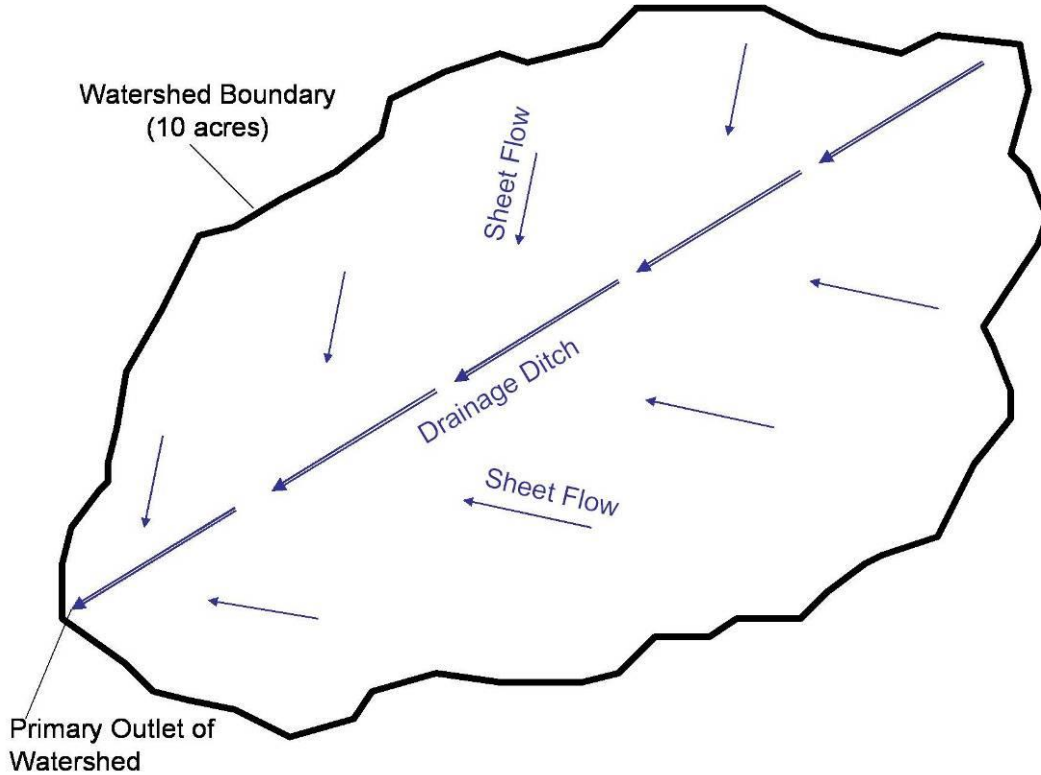 Watershed Boundary
(10 acres)
Sheet Flow
Drainage Ditch
Sheet Flow
Primary Outlet of
Watershed